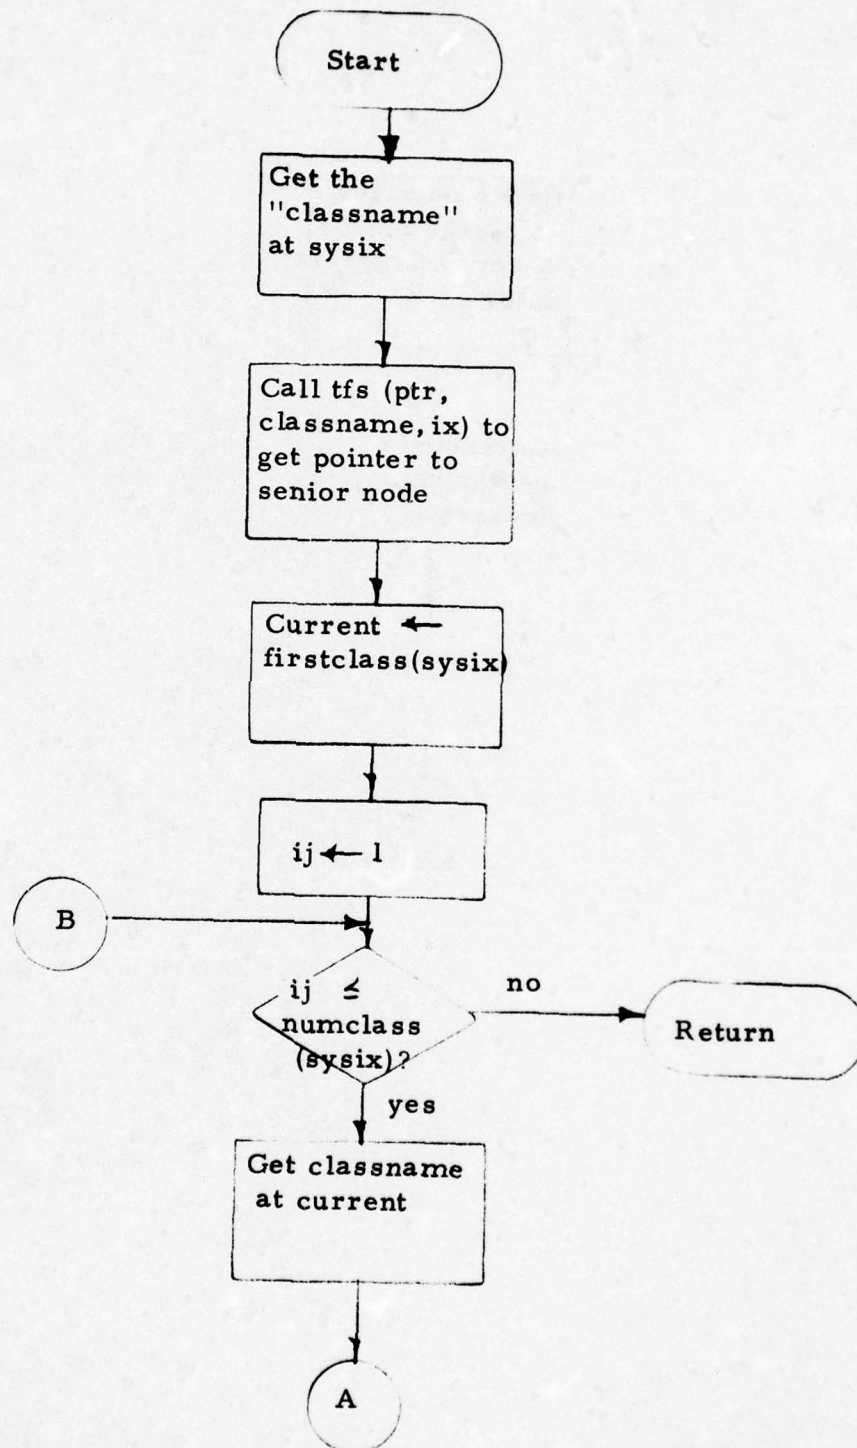 Start
Get the
"classname"
at sysix
Call tfs (ptr,
classname, ix) to
get pointer to
senior node
Current ←
firstclass(sysix)
ij ← 1
B
ij ≤
numclass
(sysix)?
no
Return
yes
Get classname
at current
A